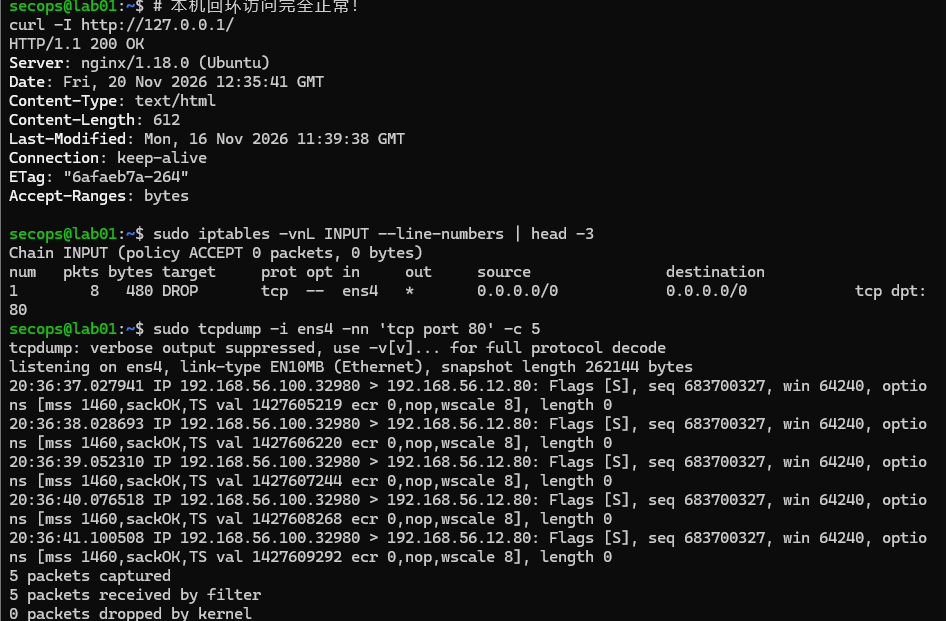 secops@lab01:~$ # 本机回环访问完全正常!
curl -I http://127.0.0.1/
HTTP/1.1 200 OK
Server: nginx/1.18.0 (Ubuntu)
Date: Fri, 20 Nov 2026 12:35:41 GMT
Content-Type: text/html
Content-Length: 612
Last-Modified: Mon, 16 Nov 2026 11:39:38 GMT
Connection: keep-alive
ETag: "6afaeb7a-264"
Accept-Ranges: bytes
secops@lab01:~$ sudo iptables -vnL INPUT --line-numbers | head -3
Chain INPUT (policy ACCEPT 0 packets, 0 bytes)
num   pkts bytes target     prot opt in     out     source               destination
1        8   480 DROP       tcp  --  ens4   *       0.0.0.0/0            0.0.0.0/0            tcp dpt:
80
secops@lab01:~$ sudo tcpdump -i ens4 -nn 'tcp port 80' -c 5
tcpdump: verbose output suppressed, use -v[v]... for full protocol decode
listening on ens4, link-type EN10MB (Ethernet), snapshot length 262144 bytes
20:36:37.027941 IP 192.168.56.100.32980 > 192.168.56.12.80: Flags [S], seq 683700327, win 64240, optio
ns [mss 1460,sackOK,TS val 1427605219 ecr 0,nop,wscale 8], length 0
20:36:38.028693 IP 192.168.56.100.32980 > 192.168.56.12.80: Flags [S], seq 683700327, win 64240, optio
ns [mss 1460,sackOK,TS val 1427606220 ecr 0,nop,wscale 8], length 0
20:36:39.052310 IP 192.168.56.100.32980 > 192.168.56.12.80: Flags [S], seq 683700327, win 64240, optio
ns [mss 1460,sackOK,TS val 1427607244 ecr 0,nop,wscale 8], length 0
20:36:40.076518 IP 192.168.56.100.32980 > 192.168.56.12.80: Flags [S], seq 683700327, win 64240, optio
ns [mss 1460,sackOK,TS val 1427608268 ecr 0,nop,wscale 8], length 0
20:36:41.100508 IP 192.168.56.100.32980 > 192.168.56.12.80: Flags [S], seq 683700327, win 64240, optio
ns [mss 1460,sackOK,TS val 1427609292 ecr 0,nop,wscale 8], length 0
5 packets captured
5 packets received by filter
0 packets dropped by kernel